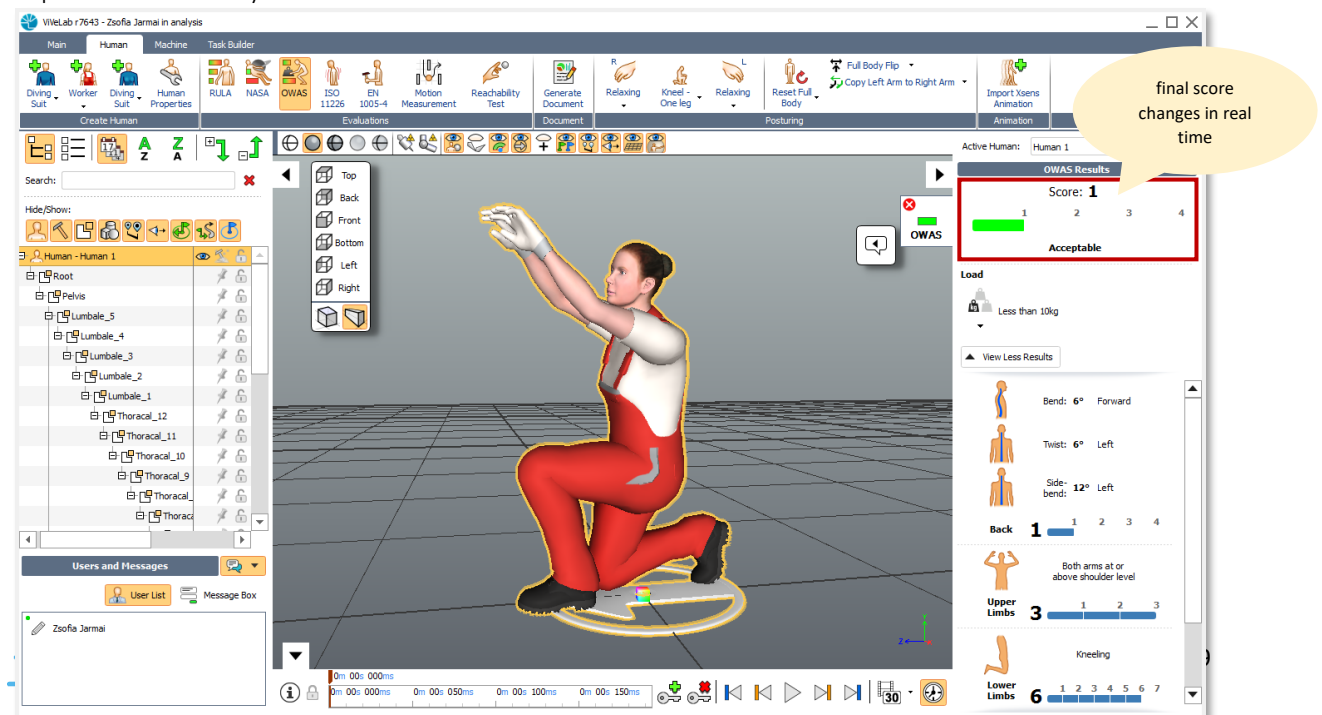 ViVeLab r7643 - Zsofia Jarmai in analysis
Main Human Machine Task Builder
Diving Suit
Worker
Diving Suit
Human Properties
RULA
NASA
OWAS
ISO 11226
EN 1005-4
Motion Measurement
Reachability Test
Generate Document
R
Relaxing
Kneel - One leg
L
Relaxing
Reset Full Body
Full Body Flip
Copy Left Arm to Right Arm
Import Xsens Animation
Create Human
Evaluations
Document
Posturing
Animation
final score
changes in real
time
17
A
Z
Z
A
Search:
Hide/Show:
Human - Human 1
Root
Pelvis
Lumbale_5
Lumbale_4
Lumbale_3
Lumbale_2
Lumbale_1
Thoracal_12
Thoracal_11
Thoracal_10
Thoracal_9
Thoracal_
Thorac
Users and Messages
User List
Message Box
Zsofia Jarmai
Top
Back
Front
Bottom
Left
Right
OWAS
z
0m 00s 000ms
0m 00s 000ms 0m 00s 050ms 0m 00s 100ms 0m 00s 150ms
30
Active Human: Human 1
OWAS Results
Score: 1
1 2 3 4
Acceptable
Load
Less than 10kg
View Less Results
Bend: 6° Forward
Twist: 6° Left
Side-
bend: 12° Left
Back 1
1 2 3 4
Both arms at or
above shoulder level
Upper
Limbs 3
1 2 3
Kneeling
Lower
Limbs 6
1 2 3 4 5 6 7